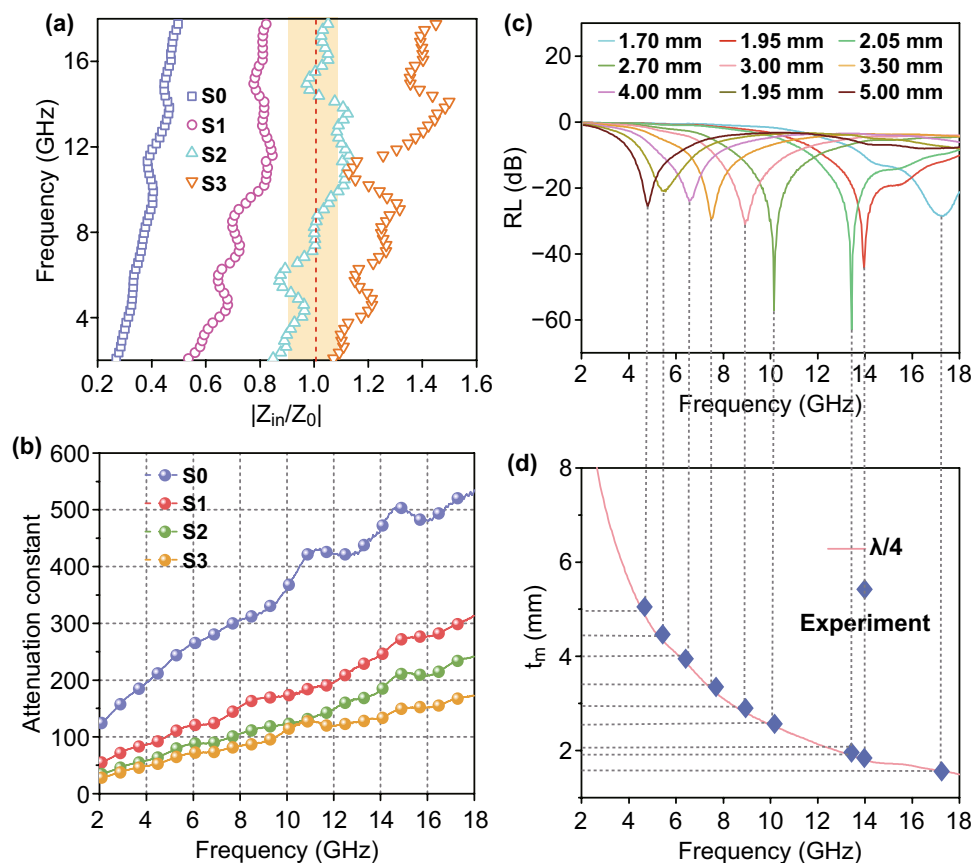 (a)
Frequency (GHz)
16
12
8
4
S0
S1
S2
S3
0.2 0.4 0.6 0.8 1.0 1.2 1.4 1.6
|Zin/Z0|
(c)
1.70 mm 1.95 mm 2.05 mm
2.70 mm 3.00 mm 3.50 mm
4.00 mm 1.95 mm 5.00 mm
RL (dB)
20
0
−20
−40
−60
2 4 6 8 10 12 14 16 18
Frequency (GHz)
(b)
Attenuation constant
600
500
400
300
200
100
0
S0
S1
S2
S3
2 4 6 8 10 12 14 16 18
Frequency (GHz)
(d)
tm (mm)
8
6
4
2
λ/4
Experiment
2 4 6 8 10 12 14 16 18
Frequency (GHz)